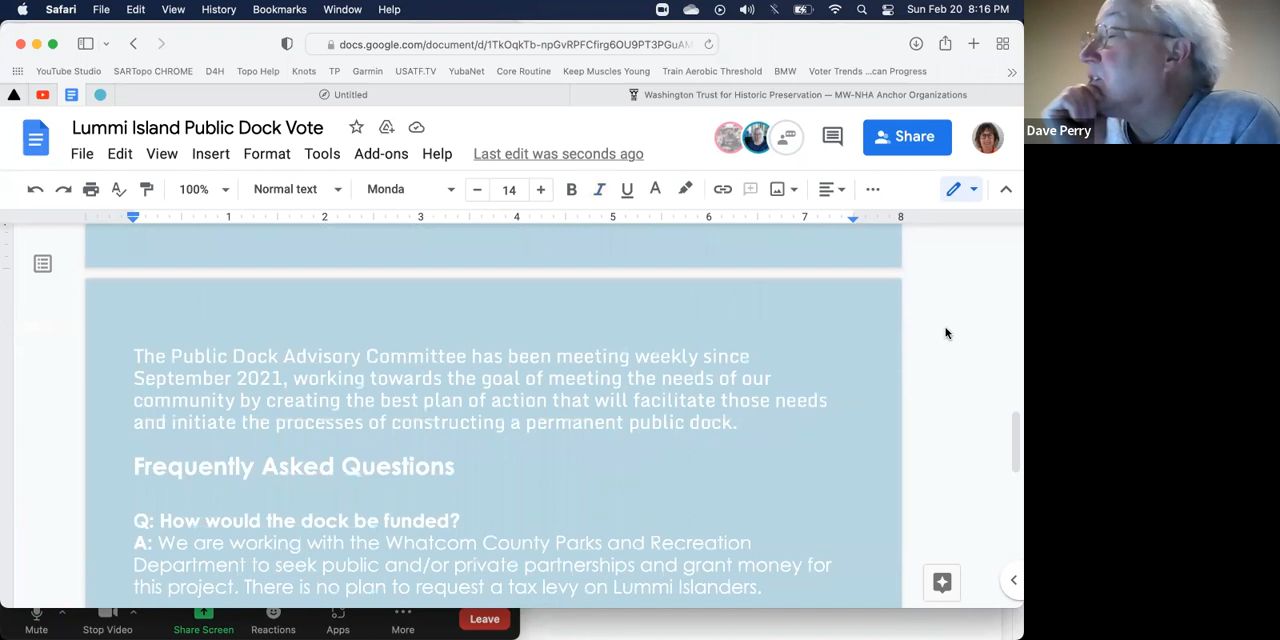 Safari File Edit View History Bookmarks Window Help Sun Feb 20 8:16 PM
docs.google.com/document/d/1TkOqkTb-npGvRPFCfirg6OU9PT3PGuAM
YouTube Studio SARTopo CHROME D4H Topo Help Knots TP Garmin USATF.TV YubaNet Core Routine Keep Muscles Young Train Aerobic Threshold BMW Voter Trends ...can Progress
Untitled Washington Trust for Historic Preservation — MW-NHA Anchor Organizations
Lummi Island Public Dock Vote
Share
File Edit View Insert Format Tools Add-ons Help Last edit was seconds ago
100% Normal text Monda 14 B I U A
1 2 3 4 5 6 7 8
The Public Dock Advisory Committee has been meeting weekly since
September 2021, working towards the goal of meeting the needs of our
community by creating the best plan of action that will facilitate those needs
and initiate the processes of constructing a permanent public dock.
Frequently Asked Questions
Q: How would the dock be funded?
A: We are working with the Whatcom County Parks and Recreation
Department to seek public and/or private partnerships and grant money for
this project. There is no plan to request a tax levy on Lummi Islanders.
Mute Stop Video Share Screen Reactions Apps More Leave
Dave Perry